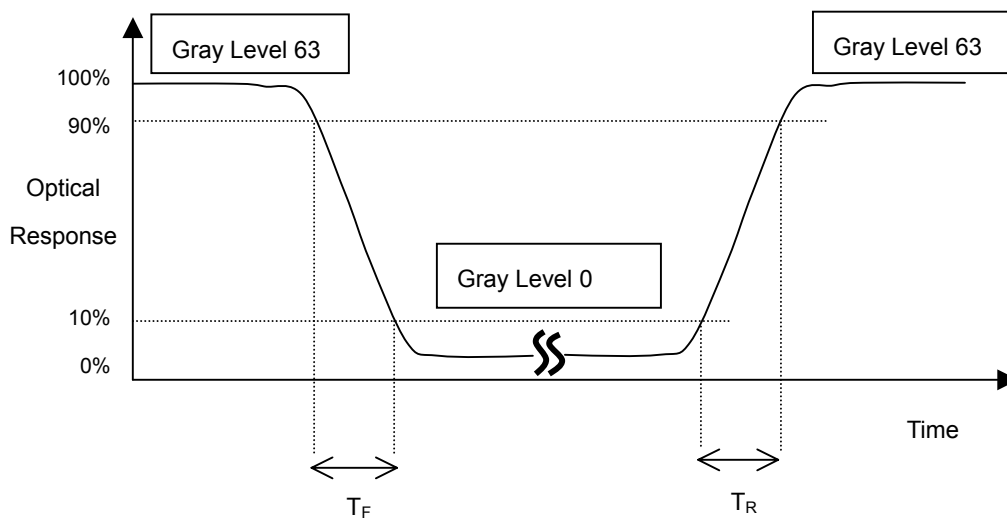 Gray Level 63
Gray Level 63
100%
90%
Optical
Response
Gray Level 0
10%
0%
Time
TF
TR